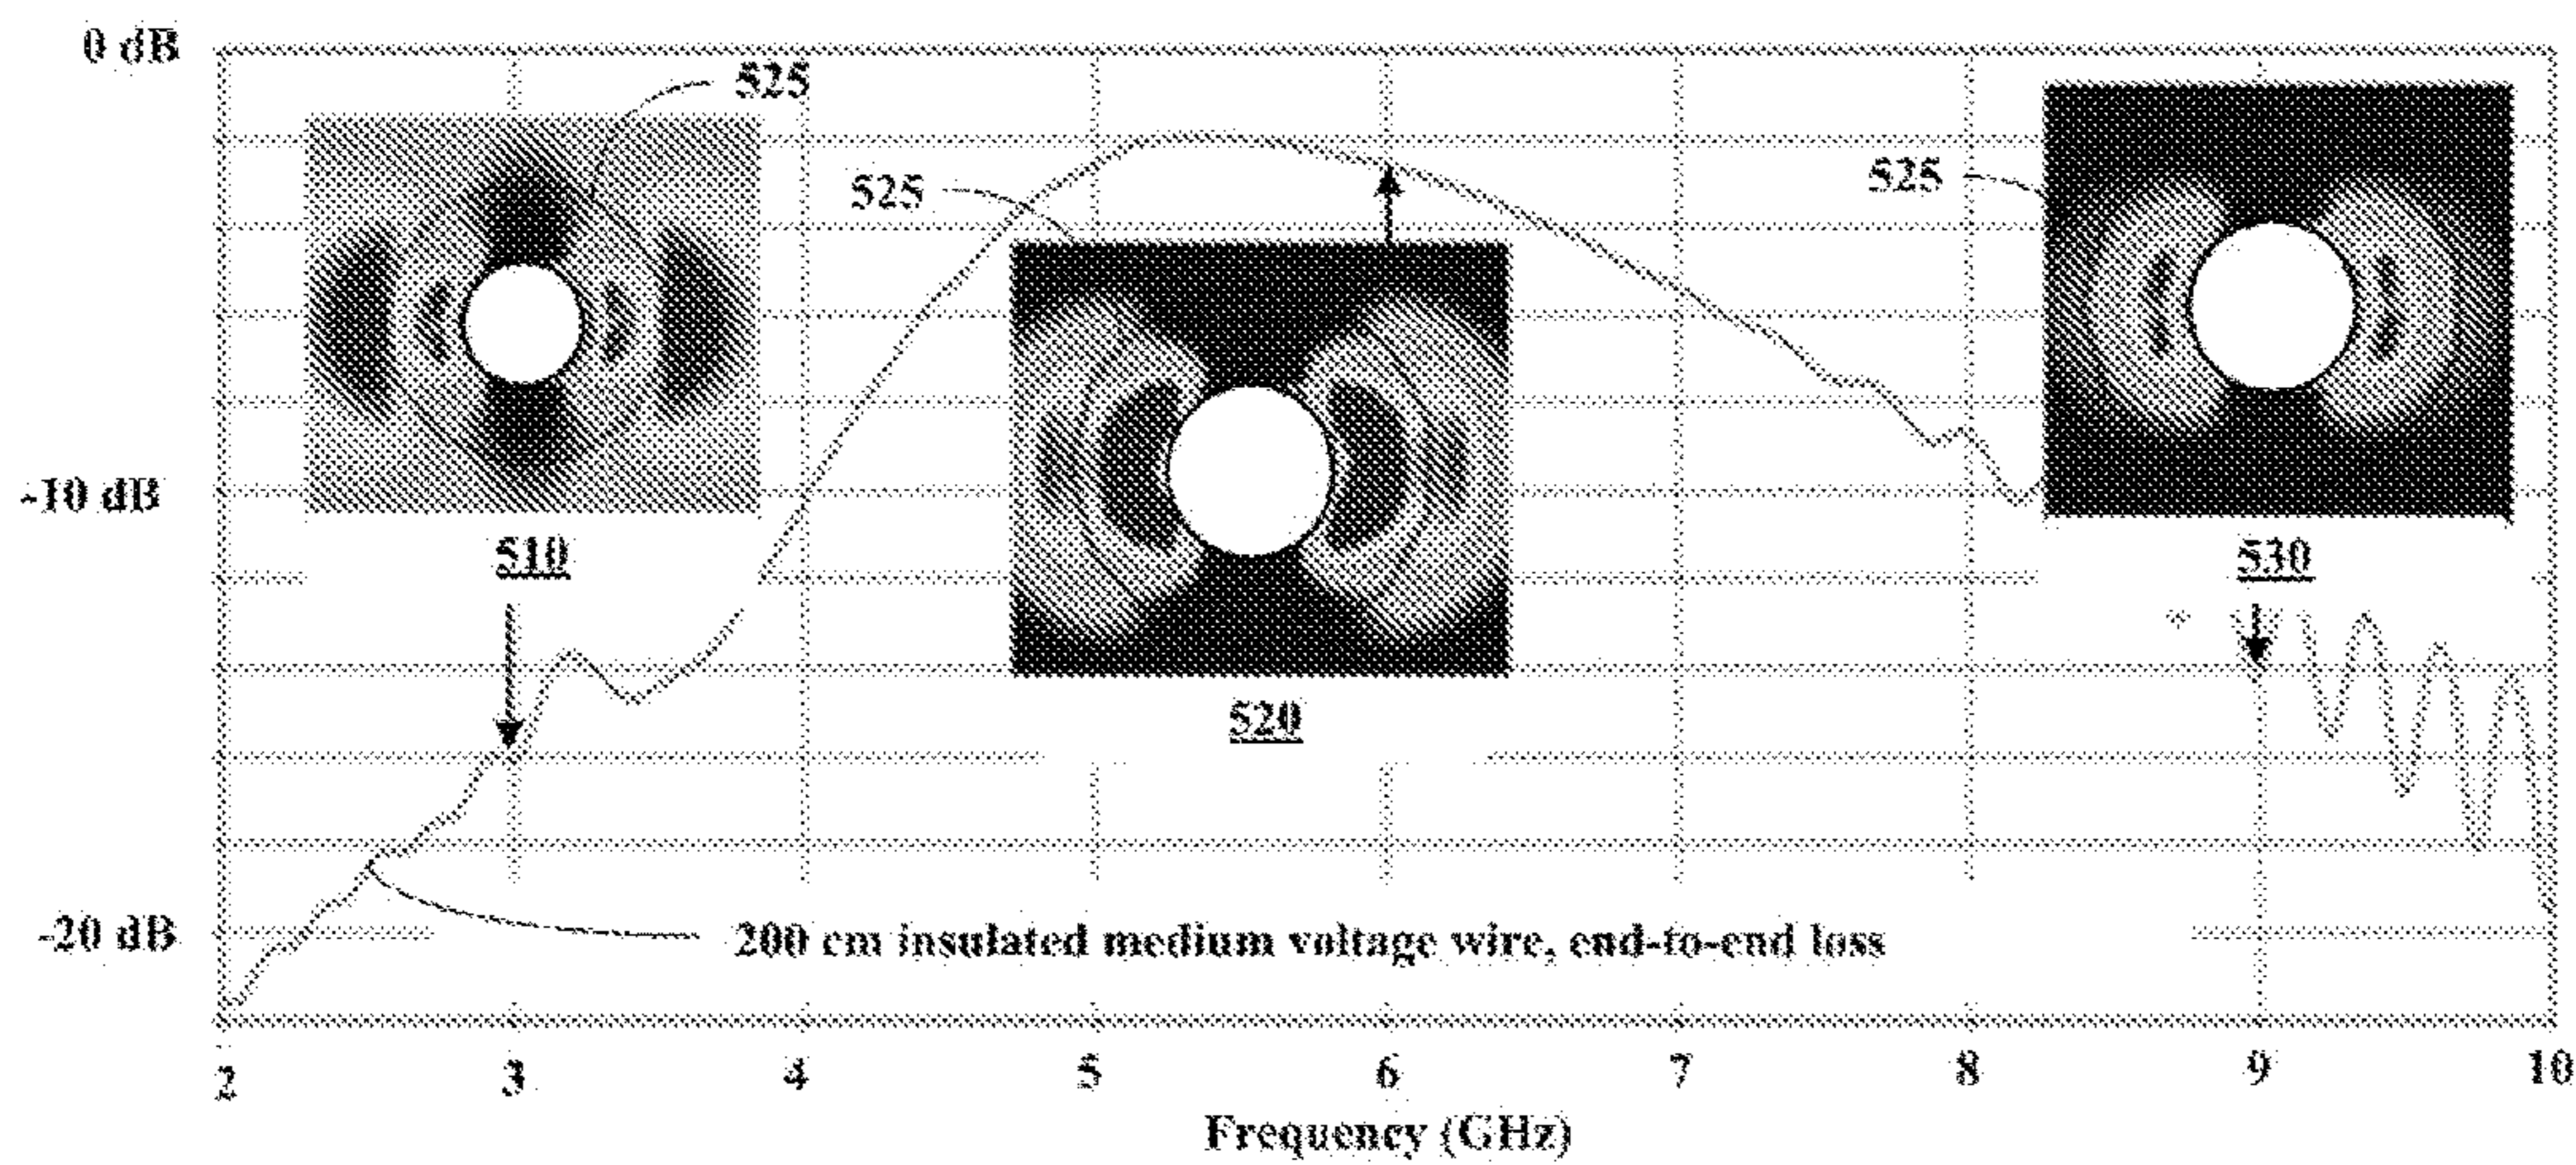 0 dB
525
525
525
-10 dB
510
530
520
-20 dB
200 cm insulated medium voltage wire, end-to-end loss
2 3 4 5 6 7 8 9 10
Frequency (GHz)